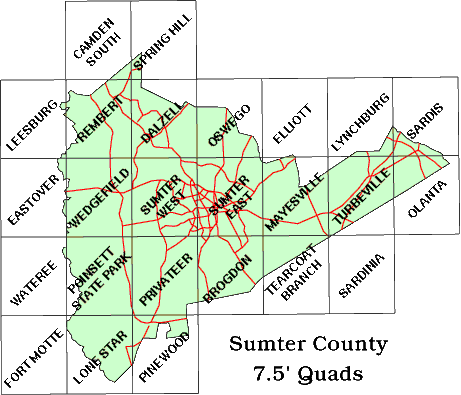 CAMDEN
SOUTH
SPRING HILL
LEESBURG
REMBERT
DALZELL
OSWEGO
ELLIOTT
LYNCHBURG
SARDIS
EASTOVER
WEDGEFIELD
SUMTER
WEST
SUMTER
EAST
MAYESVILLE
TURBEVILLE
OLANTA
WATEREE
POINSETT
STATE PARK
PRIVATEER
BROGDON
TEARCOAT
BRANCH
SARDINIA
FORT MOTTE
LONE STAR
PINEWOOD
Sumter County
7.5' Quads